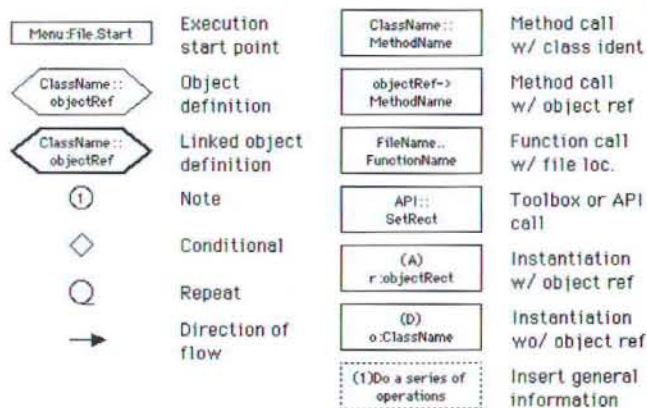 Menu:File.Start
Execution
start point
ClassName::
objectRef
Object
definition
ClassName::
objectRef
Linked object
definition
1
Note
Conditional
Repeat
Direction of
flow
ClassName::
MethodName
Method call
w/ class ident
objectRef->
MethodName
Method call
w/ object ref
FileName..
FunctionName
Function call
w/ file loc.
API::
SetRect
Toolbox or API
call
(A)
r:objectRect
Instantiation
w/ object ref
(D)
o:ClassName
Instantiation
wo/ object ref
(1)Do a series of
operations
Insert general
information